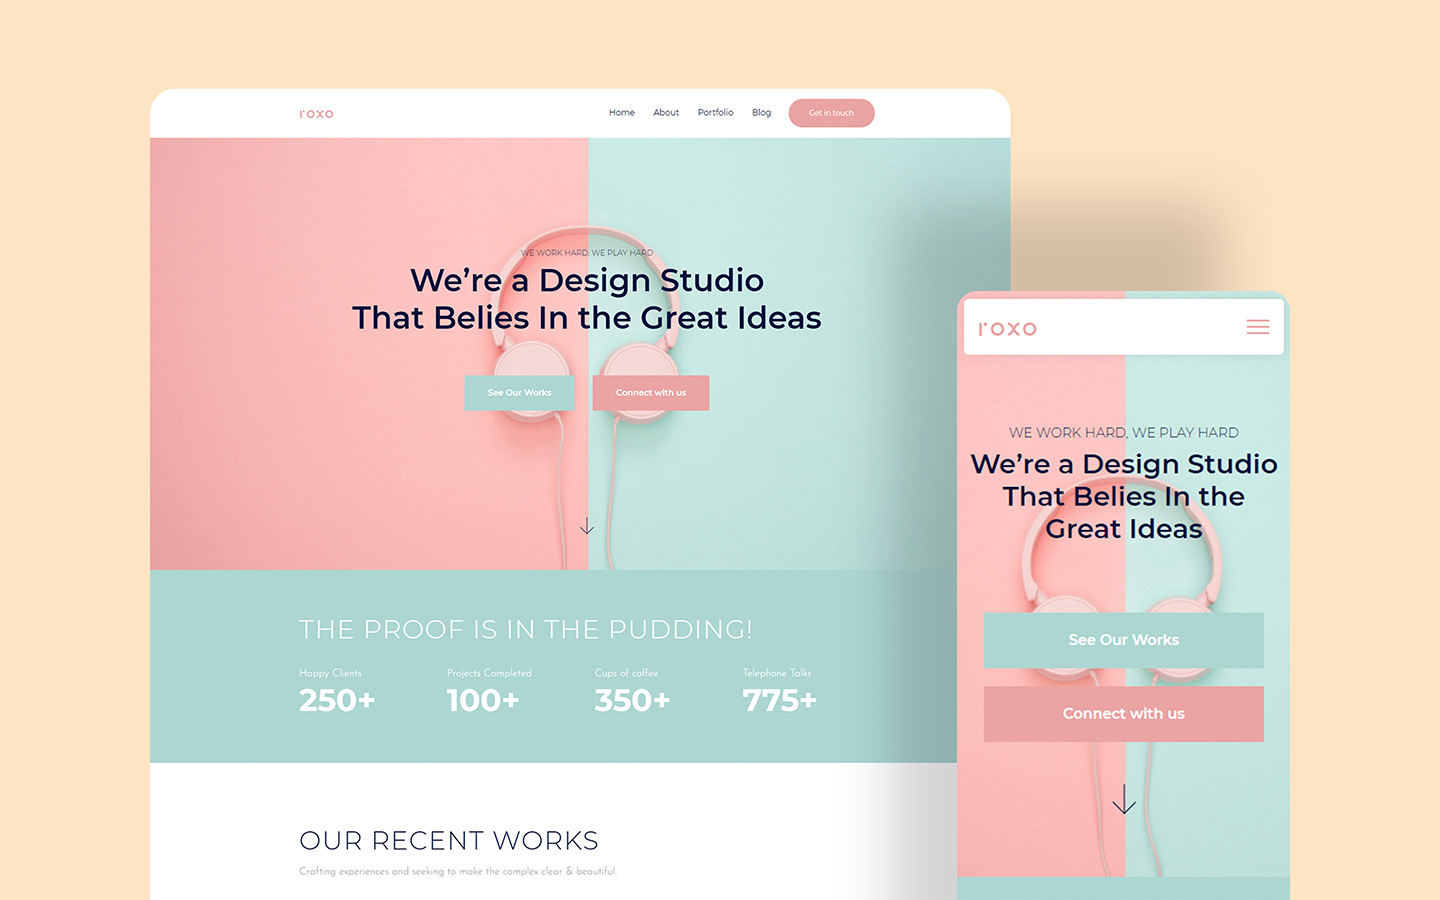 roxo
Home About Portfolio Blog Get in touch
WE WORK HARD, WE PLAY HARD
We're a Design Studio
That Belies In the Great Ideas
See Our Works Connect with us
THE PROOF IS IN THE PUDDING!
Happy Clients Projects Completed Cups of coffee Telephone Talks
250+ 100+ 350+ 775+
OUR RECENT WORKS
Crafting experiences and seeking to make the complex clear & beautiful.
roxo
WE WORK HARD, WE PLAY HARD
We're a Design Studio
That Belies In the
Great Ideas
See Our Works
Connect with us